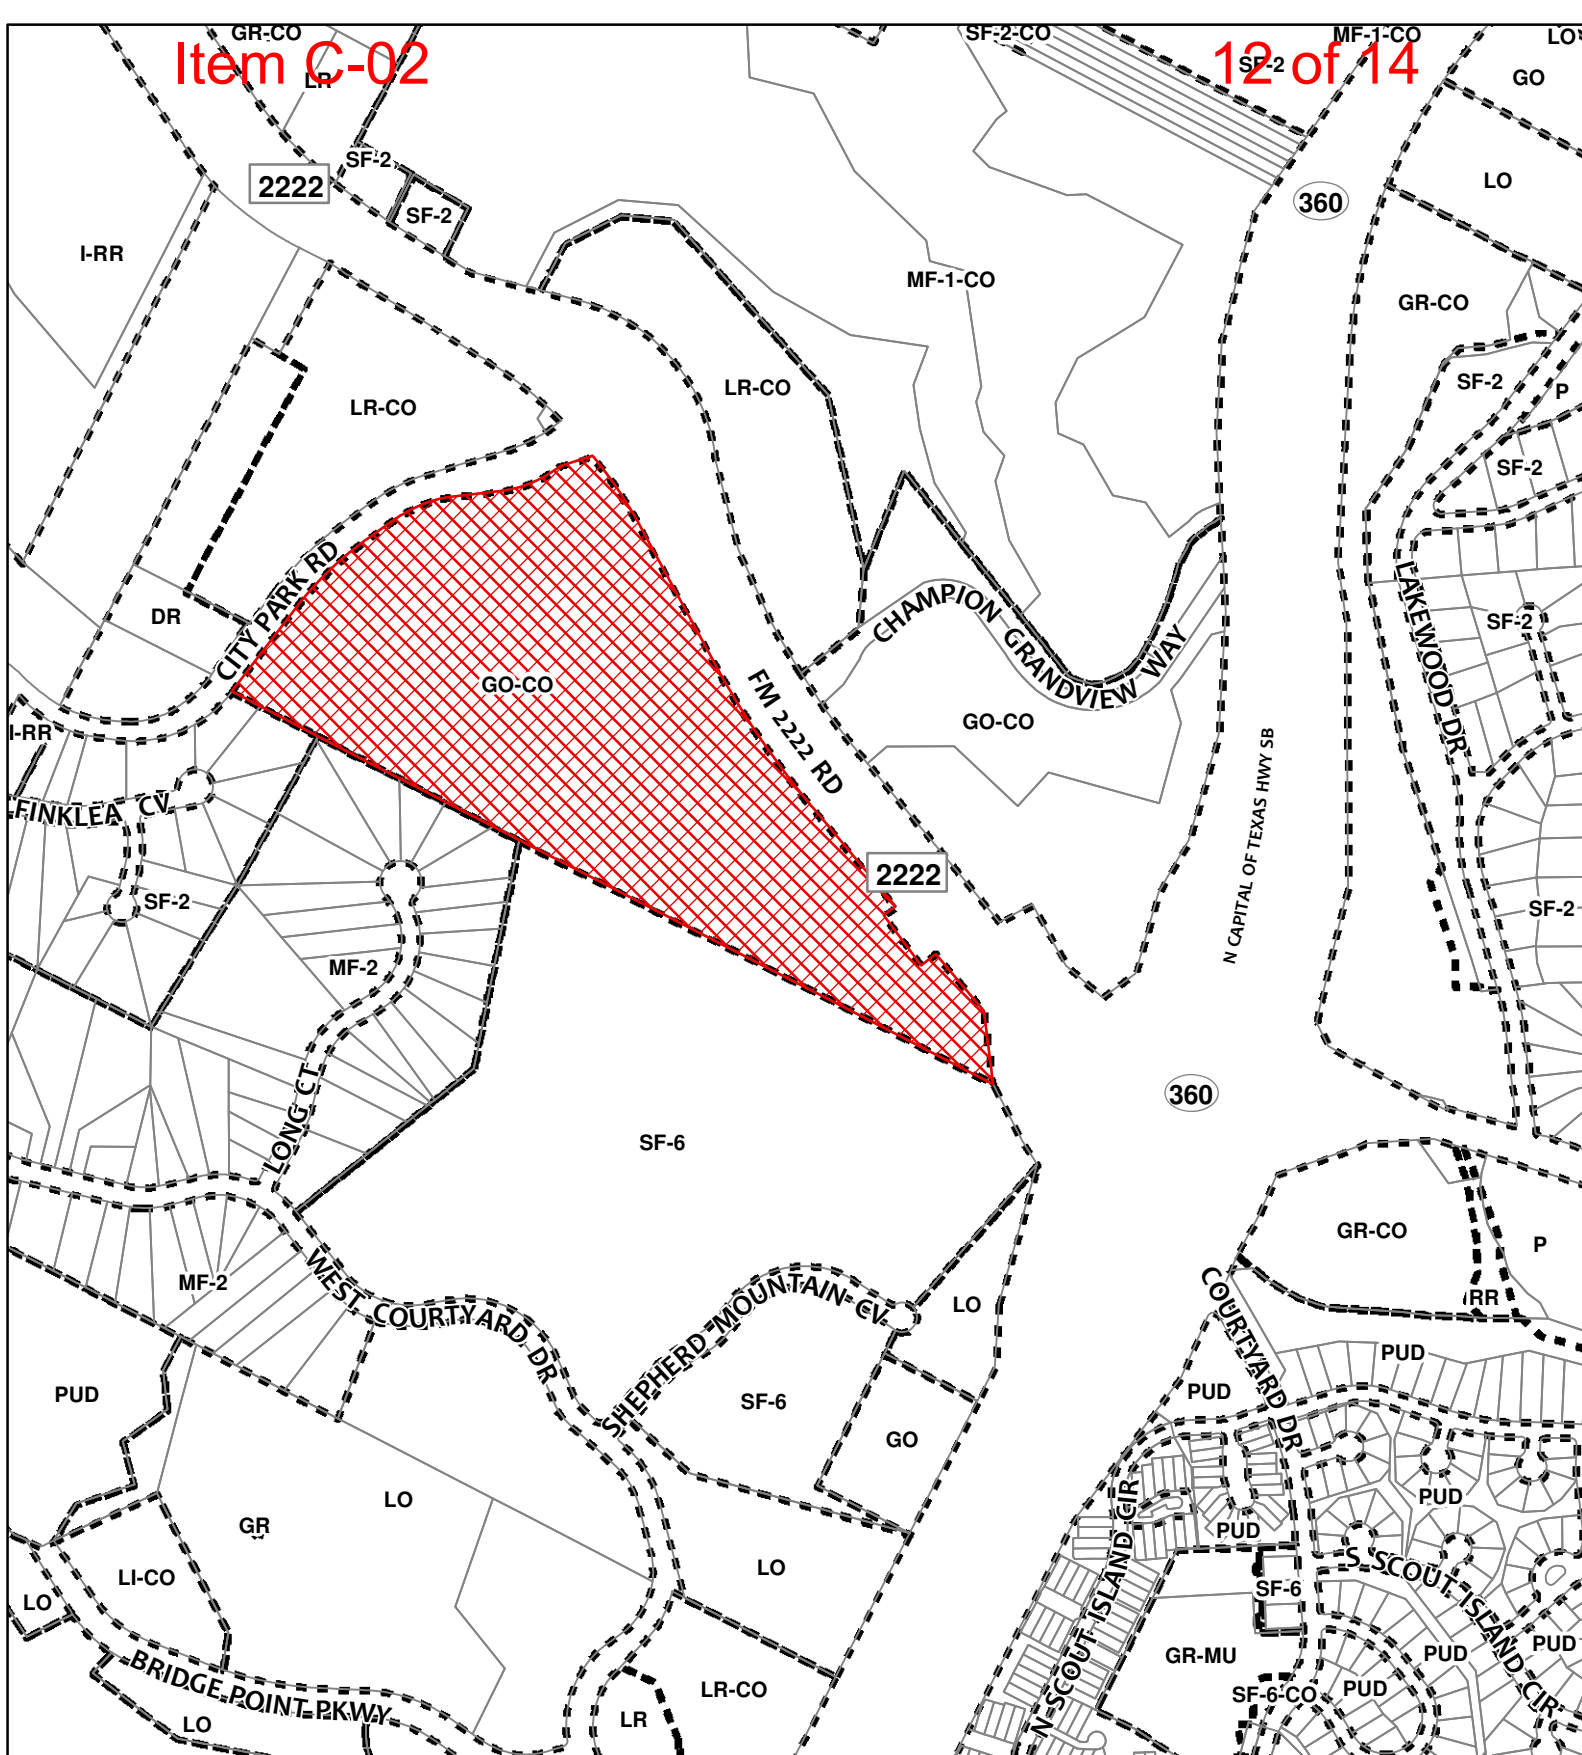 GR-CO
SF-2-CO
MF-1-CO
LO
Item C-02
12 of 14
LR
SF-2
GO
SF-2
2222
LO
360
SF-2
I-RR
MF-1-CO
GR-CO
LR-CO
SF-2
P
LR-CO
SF-2
CITY PARK RD
DR
CHAMPION GRANDVIEW WAY
LAKEWOOD DR
SF-2
GO-CO
FM 2222 RD
GO-CO
I-RR
N CAPITAL OF TEXAS HWY SB
FINKLEA CV
2222
SF-2
SF-2
MF-2
360
LONG CT
SF-6
GR-CO
P
MF-2
WEST COURTYARD DR
SHEPHERD MOUNTAIN CV
LO
COURTYARD DR
RR
PUD
PUD
PUD
SF-6
GO
LO
PUD
GR
PUD
N SCOUT ISLAND CIR
S SCOUT ISLAND CIR
LI-CO
LO
SF-6
LO
PUD
PUD
GR-MU
BRIDGE POINT PKWY
LR-CO
SF-6-CO
PUD
LR
LO